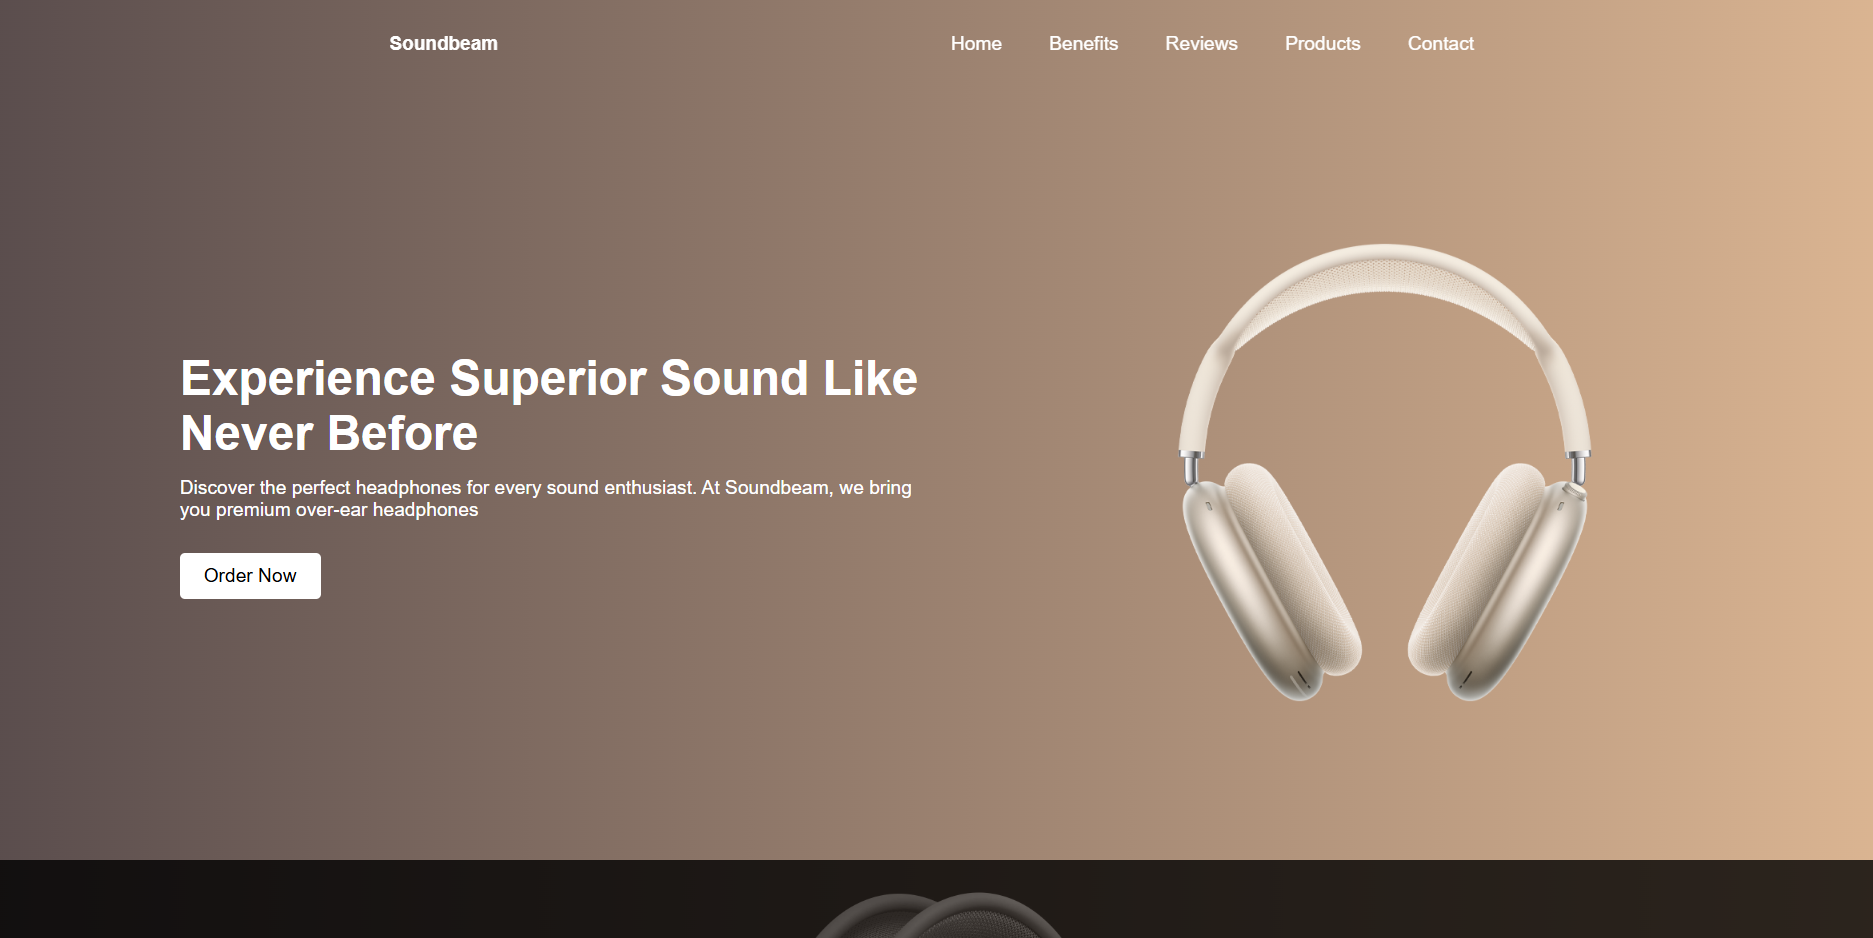 Soundbeam
Home Benefits Reviews Products Contact
Experience Superior Sound Like
Never Before
Discover the perfect headphones for every sound enthusiast. At Soundbeam, we bring
you premium over-ear headphones
Order Now